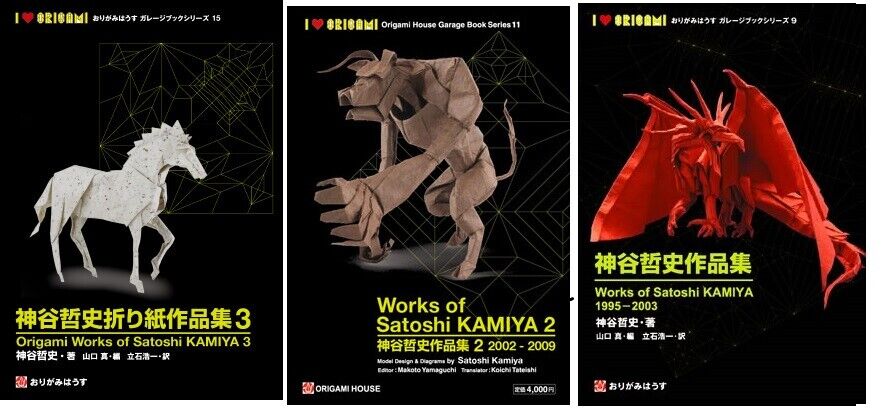 I ♥ ORIGAMI おりがみはうす ガレージブックシリーズ 15
神谷哲史折り紙作品集3
Origami Works of Satoshi KAMIYA 3
神谷哲史・著 山口 真・編 立石浩一・訳
おりがみはうす
I ♥ ORIGAMI Origami House Garage Book Series 11
Works of
Satoshi KAMIYA 2
神谷哲史作品集 2 2002 - 2009
Model Design & Diagrams by Satoshi Kamiya
Editor : Makoto Yamaguchi Translator : Koichi Tateishi
ORIGAMI HOUSE
定価 4,000円
I ♥ ORIGAMI おりがみはうす ガレージブックシリーズ 9
神谷哲史作品集
Works of Satoshi KAMIYA
1995－2003
神谷哲史・著
山口 真・編 立石浩一・訳
おりがみはうす